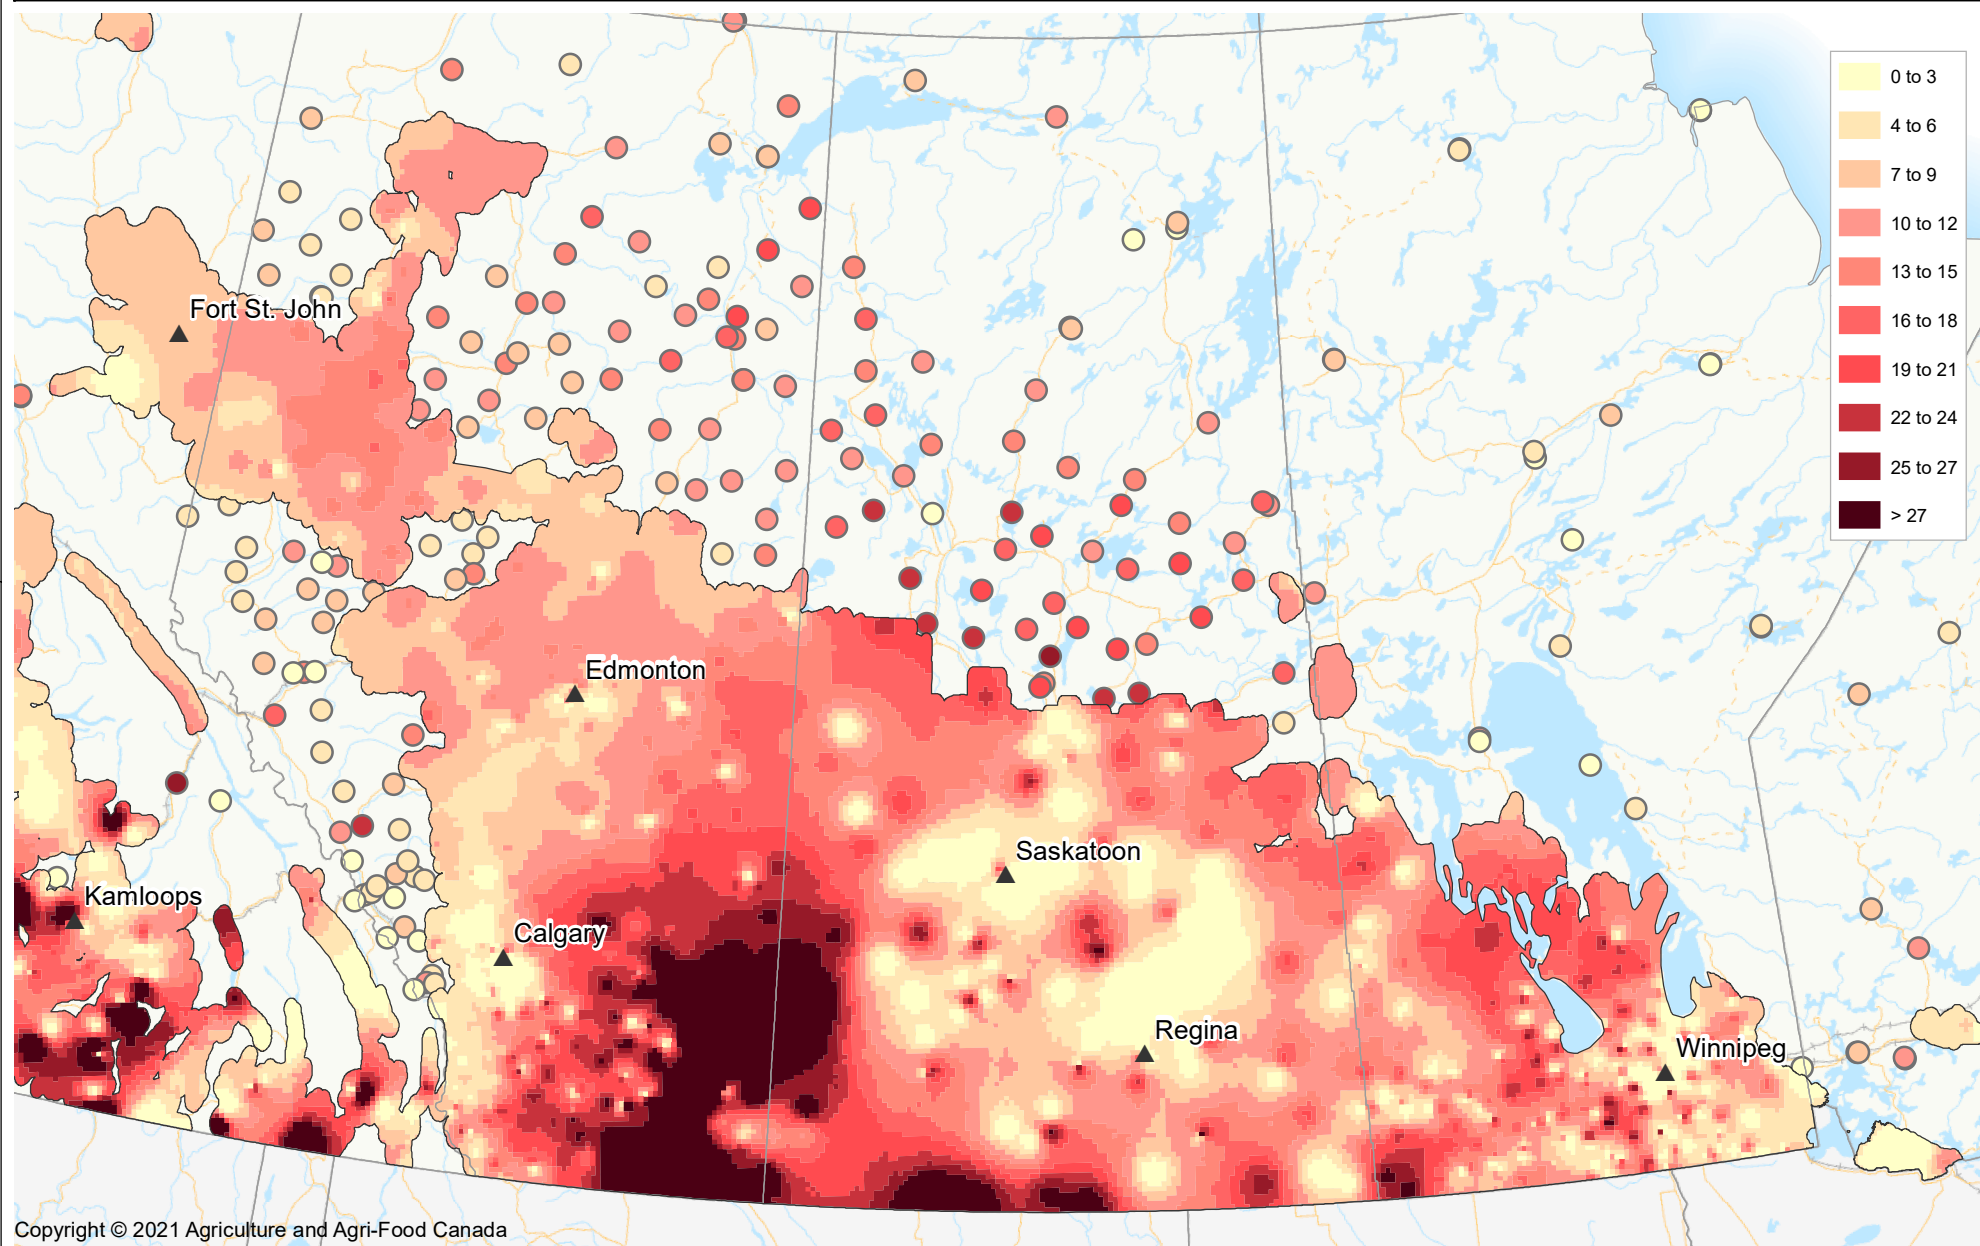 0 to 3
4 to 6
7 to 9
10 to 12
13 to 15
16 to 18
19 to 21
22 to 24
25 to 27
> 27
Fort St. John
Edmonton
Saskatoon
Kamloops
Calgary
Regina
Winnipeg
Copyright © 2021 Agriculture and Agri-Food Canada